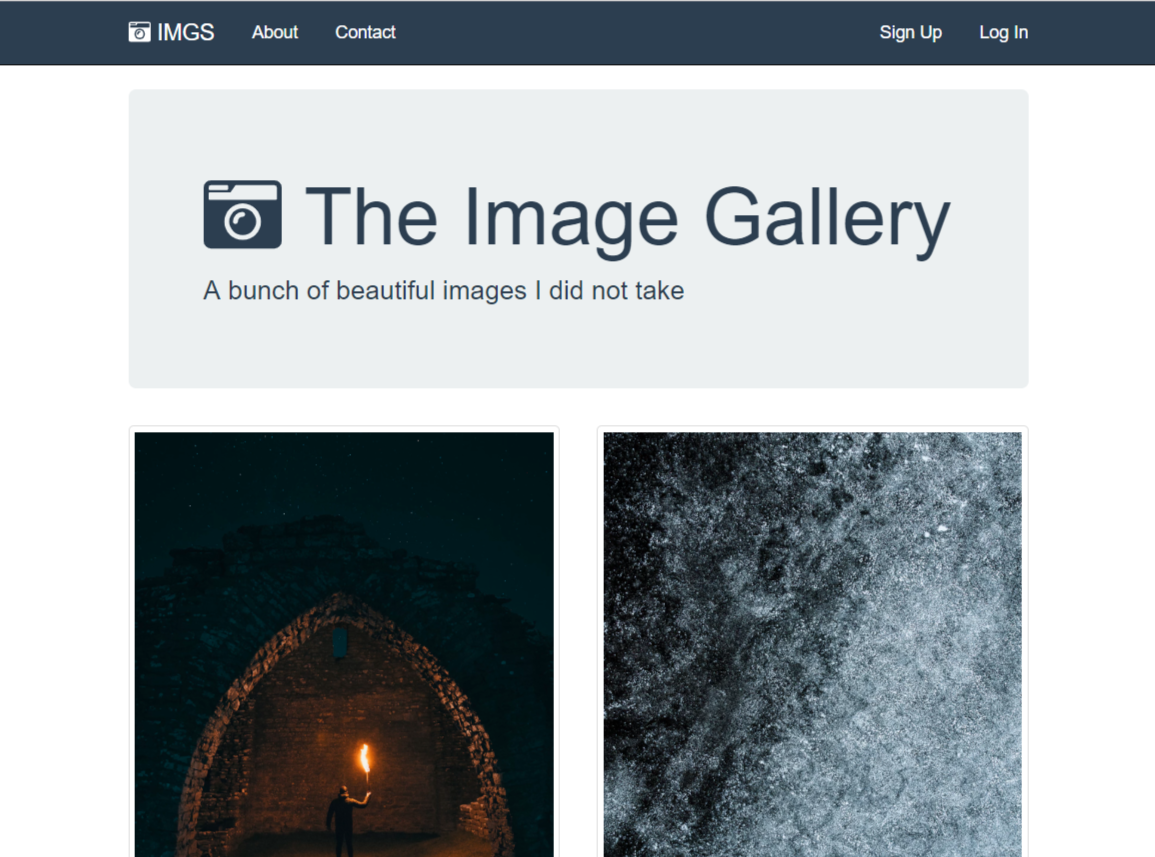 IMGS About Contact Sign Up Log In
The Image Gallery
A bunch of beautiful images I did not take